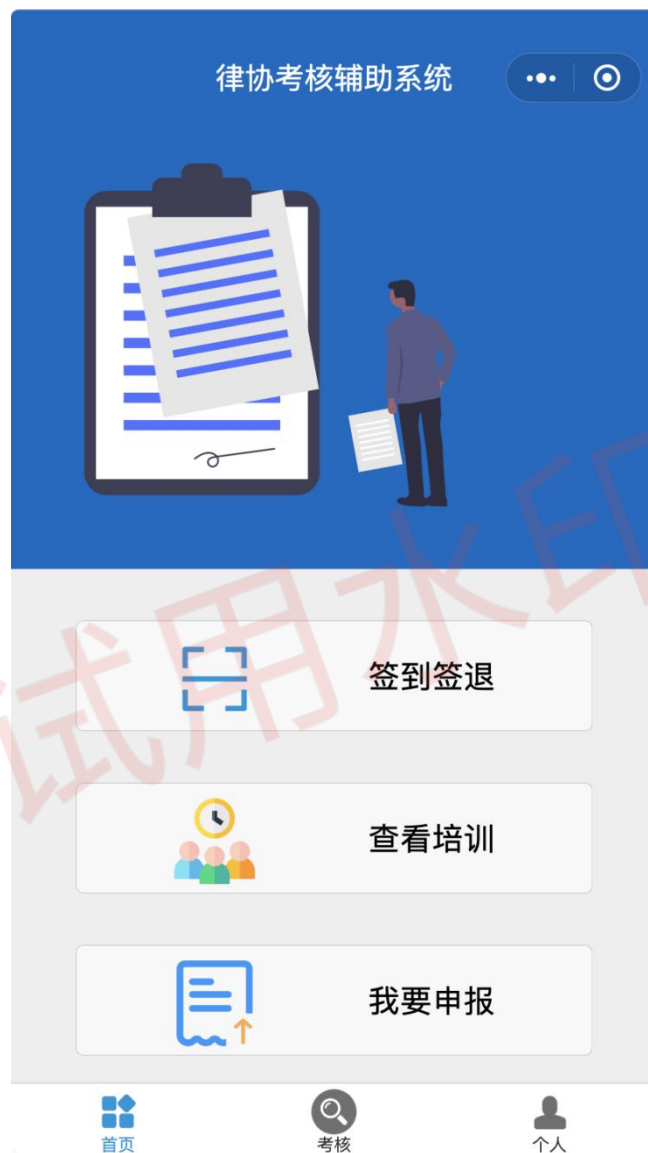 律协考核辅助系统
签到签退
查看培训
我要申报
首页
考核
个人
试用水印